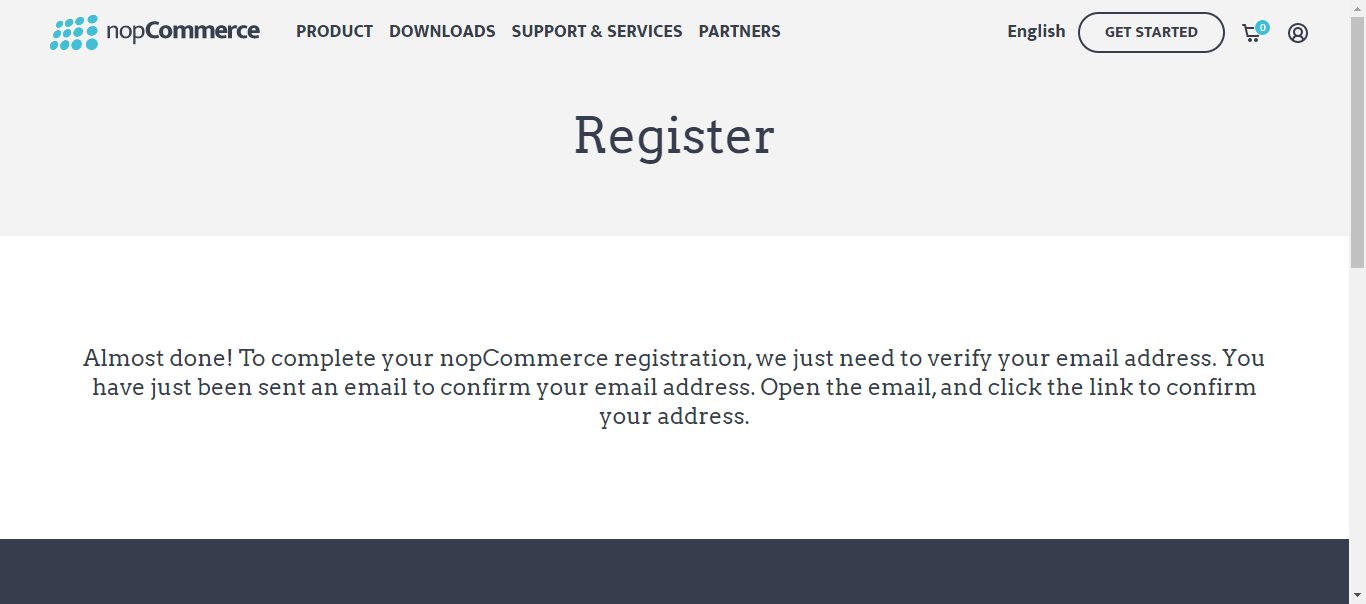 nopCommerce PRODUCT DOWNLOADS SUPPORT & SERVICES PARTNERS English GET STARTED 0
Register
Almost done! To complete your nopCommerce registration, we just need to verify your email address. You
have just been sent an email to confirm your email address. Open the email, and click the link to confirm
your address.